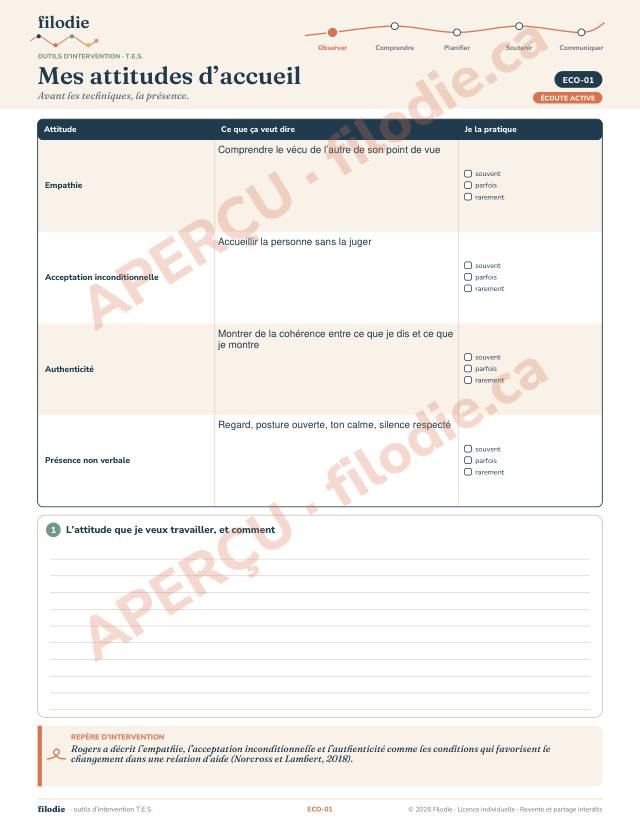 filodie
OUTILS D'INTERVENTION · T.E.S.
Observer
Comprendre
Planifier
Soutenir
Communiquer
Mes attitudes d'accueil
Avant les techniques, la présence.
ECO-01
ÉCOUTE ACTIVE
Attitude
Ce que ça veut dire
Je la pratique
Empathie
Comprendre le vécu de l'autre de son point de vue
souvent
parfois
rarement
Acceptation inconditionnelle
Accueillir la personne sans la juger
souvent
parfois
rarement
Authenticité
Montrer de la cohérence entre ce que je dis et ce que
je montre
souvent
parfois
rarement
Présence non verbale
Regard, posture ouverte, ton calme, silence respecté
souvent
parfois
rarement
APERÇU · filodie.ca
APERÇU · filodie.ca
1 L'attitude que je veux travailler, et comment
REPÈRE D'INTERVENTION
Rogers a décrit l'empathie, l'acceptation inconditionnelle et l'authenticité comme les conditions qui favorisent le
changement dans une relation d'aide (Norcross et Lambert, 2018).
filodie · outils d'intervention T.E.S.
ECO-01
© 2026 Filodie · Licence individuelle · Revente et partage interdits